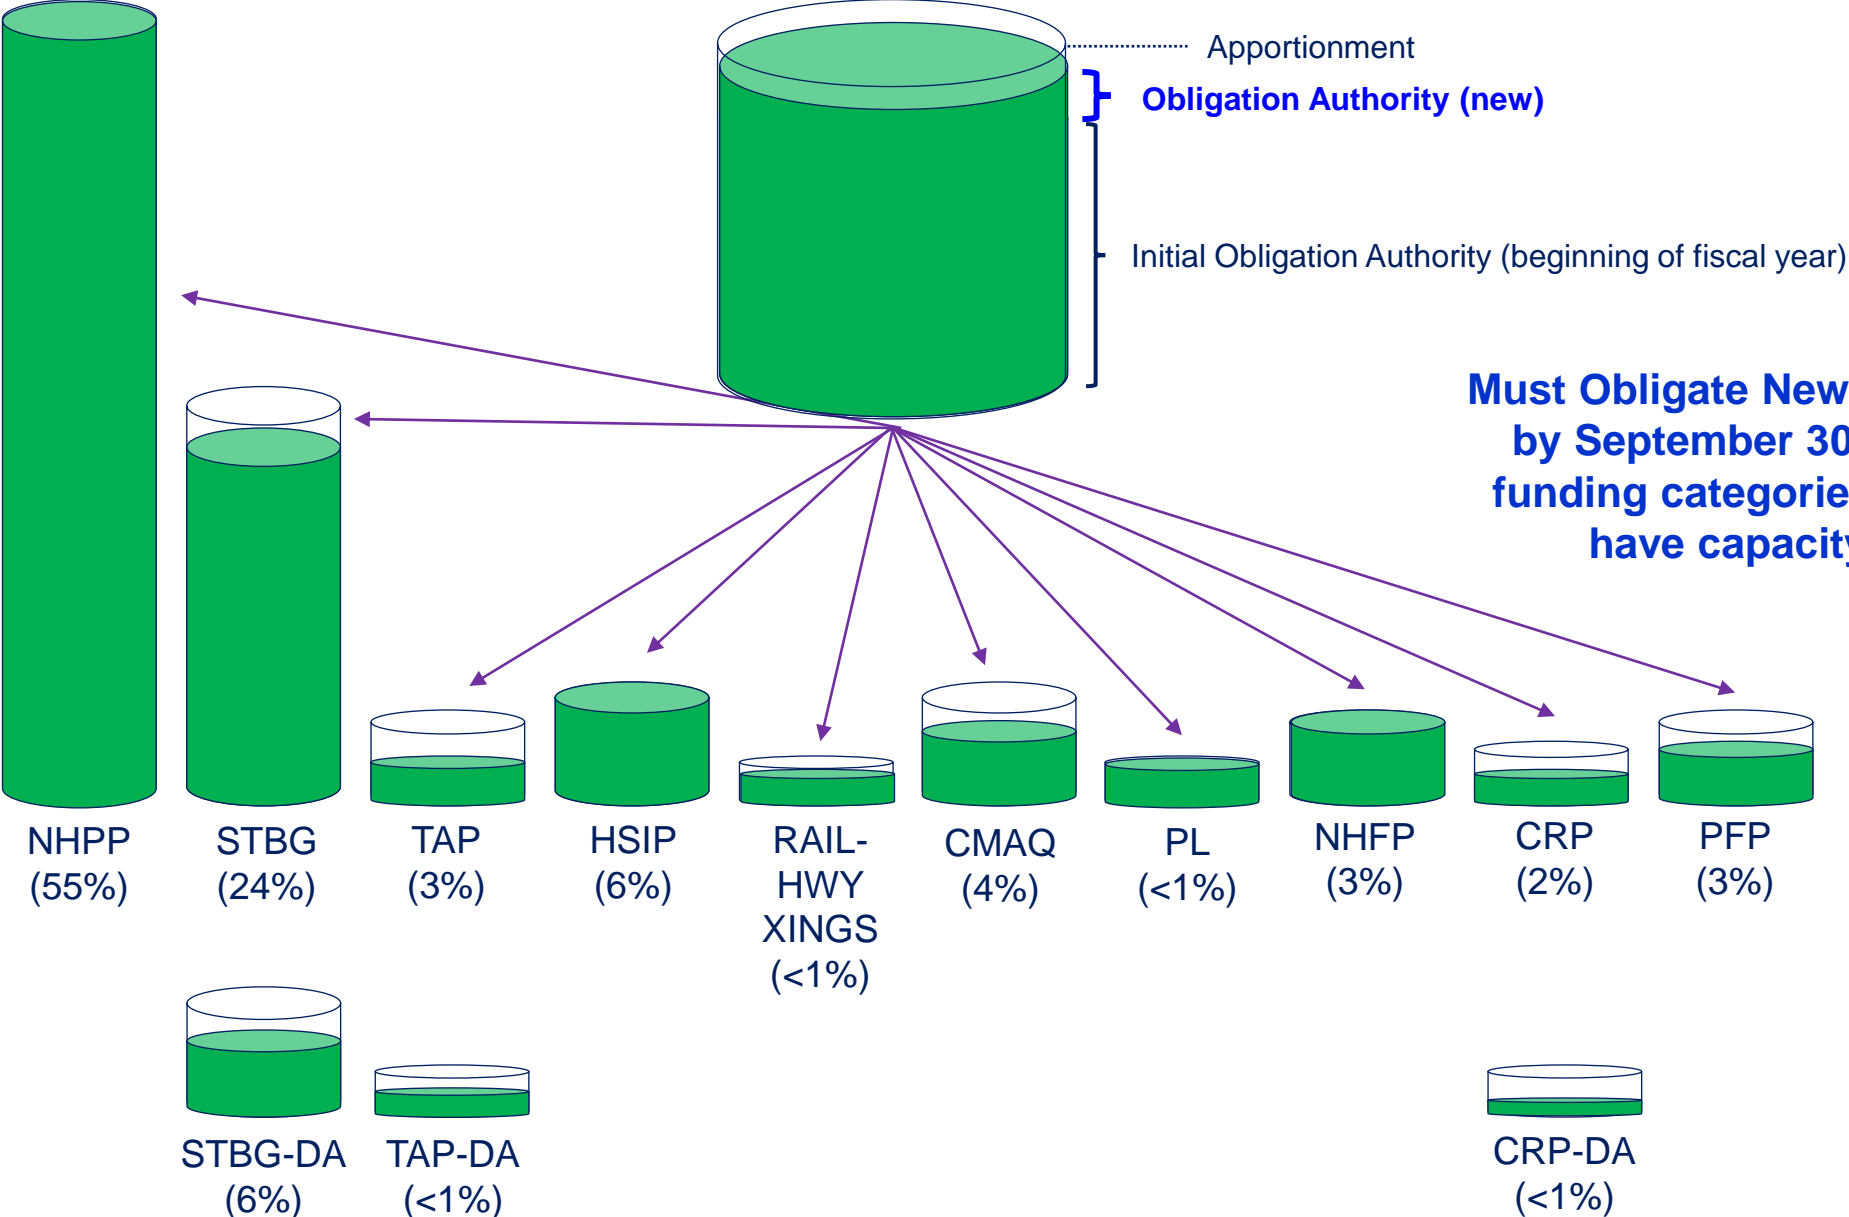 Apportionment
Obligation Authority (new)
Initial Obligation Authority (beginning of fiscal year)
Must Obligate New
by September 30
funding categorie
have capacity
NHPP
(55%)
STBG
(24%)
TAP
(3%)
HSIP
(6%)
RAIL-
HWY
XINGS
(<1%)
CMAQ
(4%)
PL
(<1%)
NHFP
(3%)
CRP
(2%)
PFP
(3%)
STBG-DA
(6%)
TAP-DA
(<1%)
CRP-DA
(<1%)